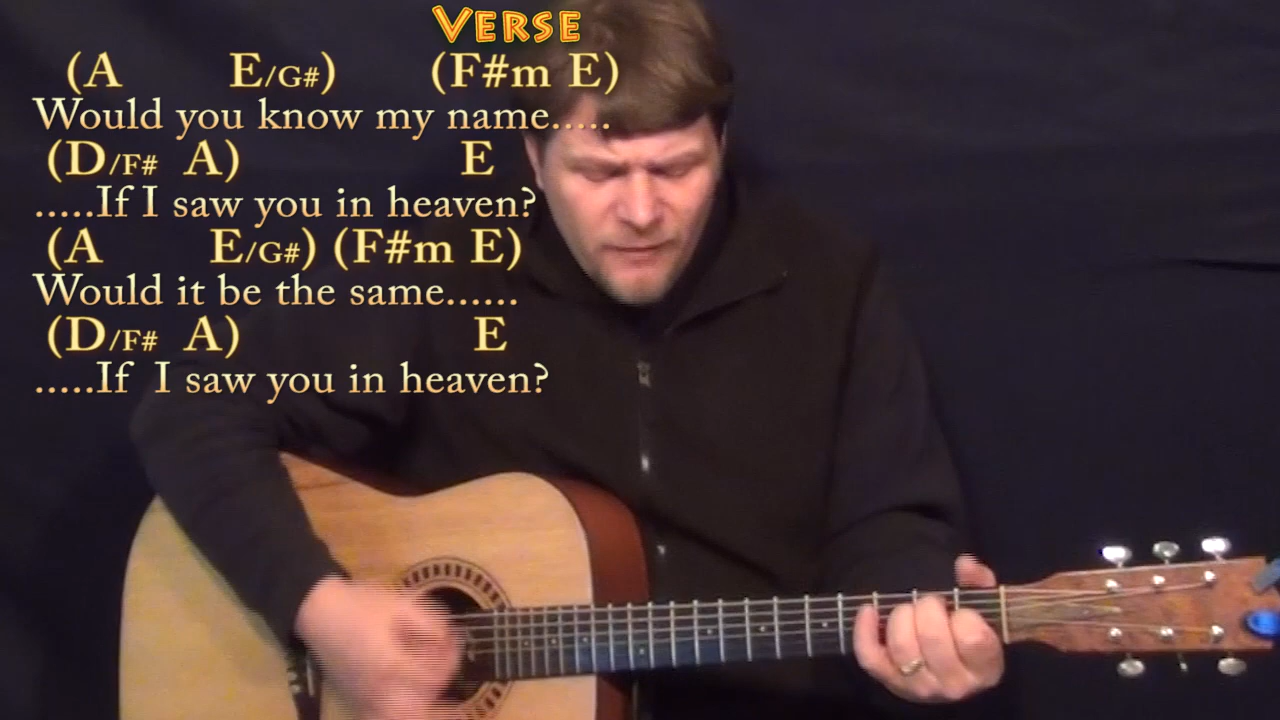 VERSE
(A E/G#) (F#m E)
Would you know my name.....
(D/F# A) E
.....If I saw you in heaven?
(A E/G#) (F#m E)
Would it be the same......
(D/F# A) E
.....If I saw you in heaven?